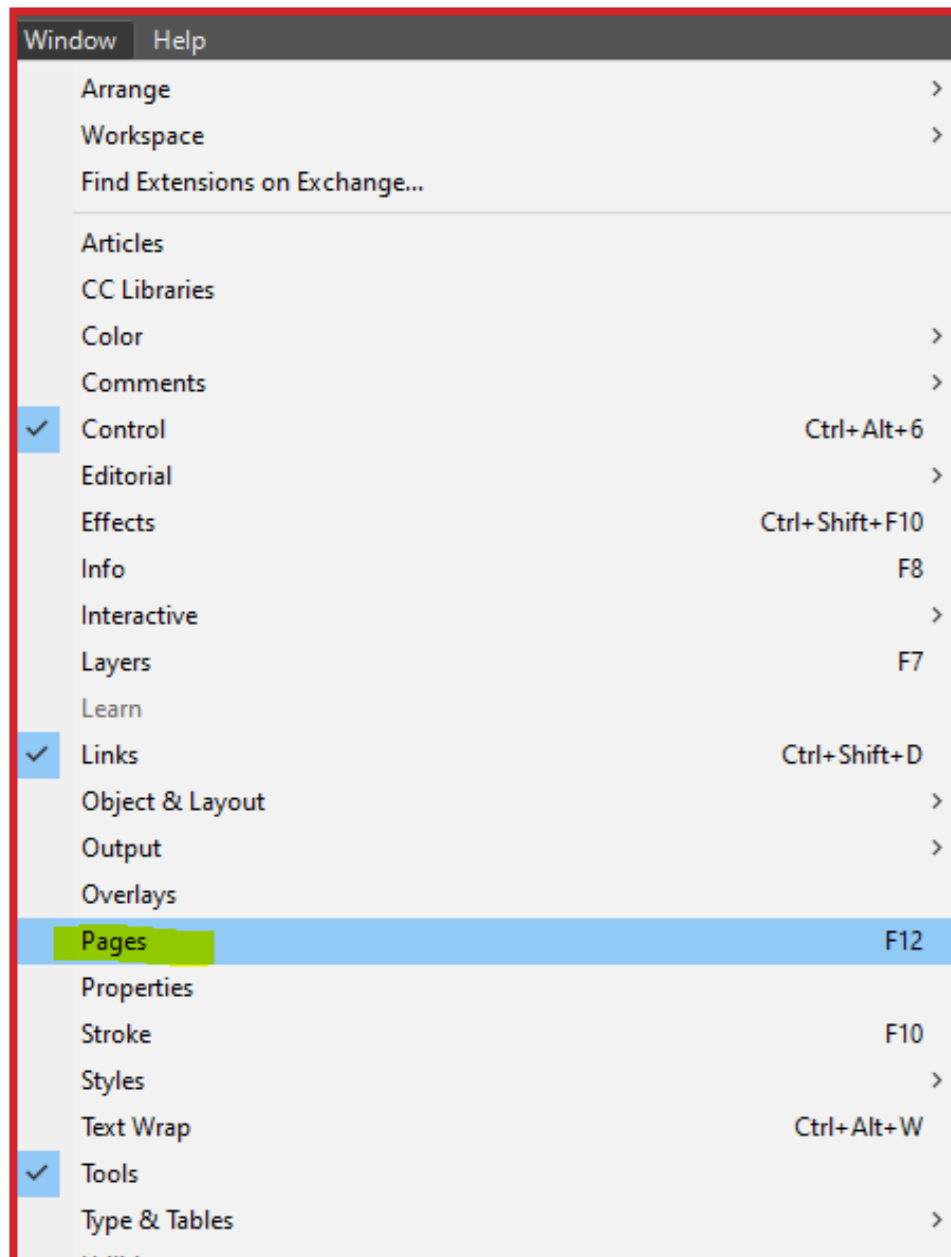 Window Help
Arrange
Workspace
Find Extensions on Exchange...
Articles
CC Libraries
Color
Comments
Control Ctrl+Alt+6
Editorial
Effects Ctrl+Shift+F10
Info F8
Interactive
Layers F7
Learn
Links Ctrl+Shift+D
Object & Layout
Output
Overlays
Pages F12
Properties
Stroke F10
Styles
Text Wrap Ctrl+Alt+W
Tools
Type & Tables